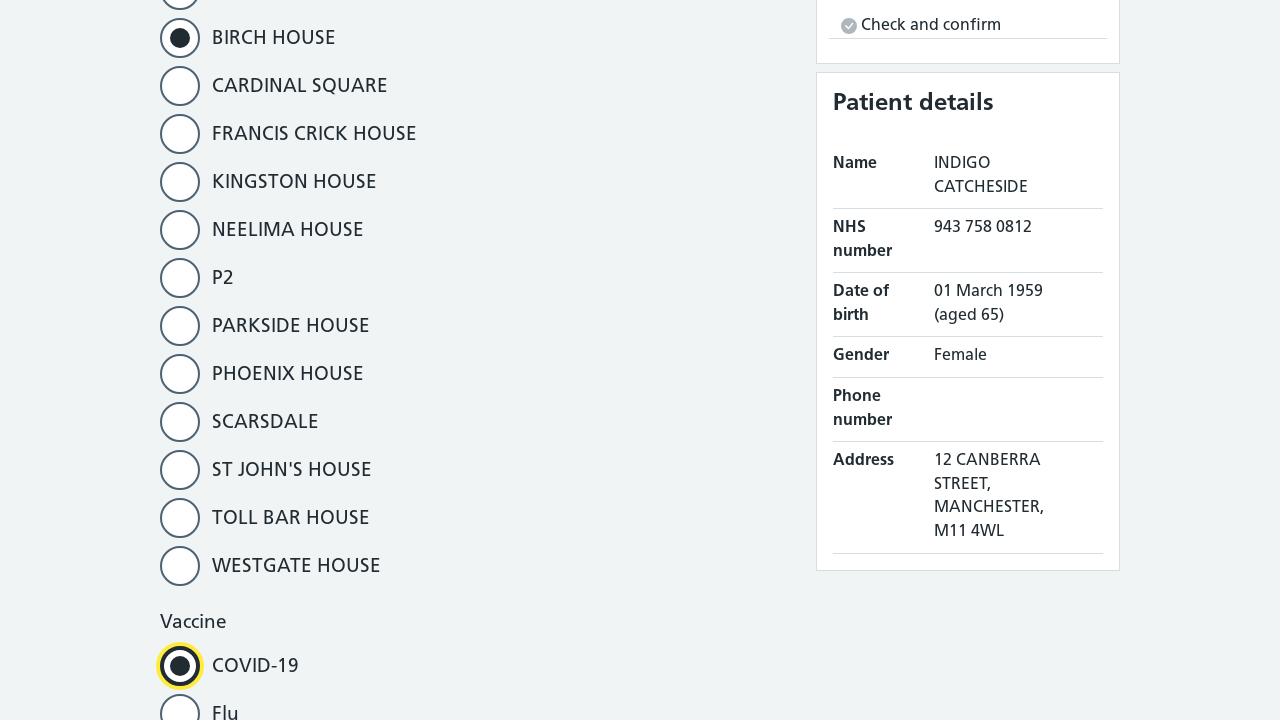 BIRCH HOUSE
CARDINAL SQUARE
FRANCIS CRICK HOUSE
KINGSTON HOUSE
NEELIMA HOUSE
P2
PARKSIDE HOUSE
PHOENIX HOUSE
SCARSDALE
ST JOHN'S HOUSE
TOLL BAR HOUSE
WESTGATE HOUSE
Vaccine
COVID-19
Flu
Check and confirm
Patient details
Name INDIGO
CATCHESIDE
NHS 943 758 0812
number
Date of 01 March 1959
birth (aged 65)
Gender Female
Phone
number
Address 12 CANBERRA
STREET,
MANCHESTER,
M11 4WL